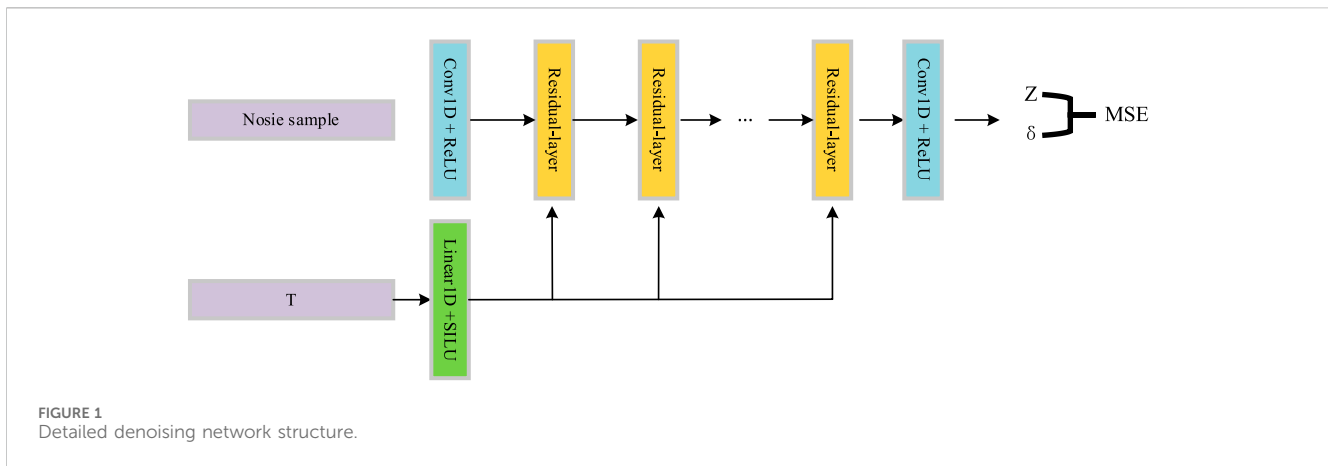 Nosie sample
Conv1D + ReLU
Residual-layer
Residual-layer
...
Residual-layer
Conv1D + ReLU
Z
δ
MSE
T
Linear1D + SILU
FIGURE 1
Detailed denoising network structure.